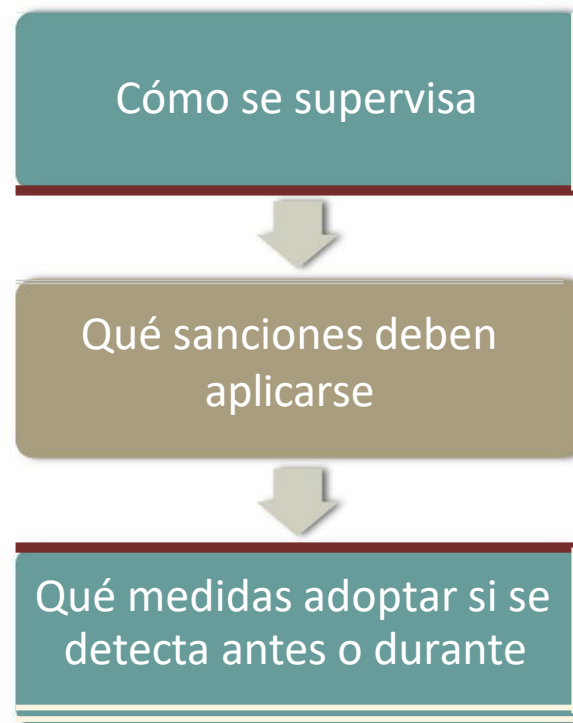 Cómo se supervisa
Qué sanciones deben
aplicarse
Qué medidas adoptar si se
detecta antes o durante